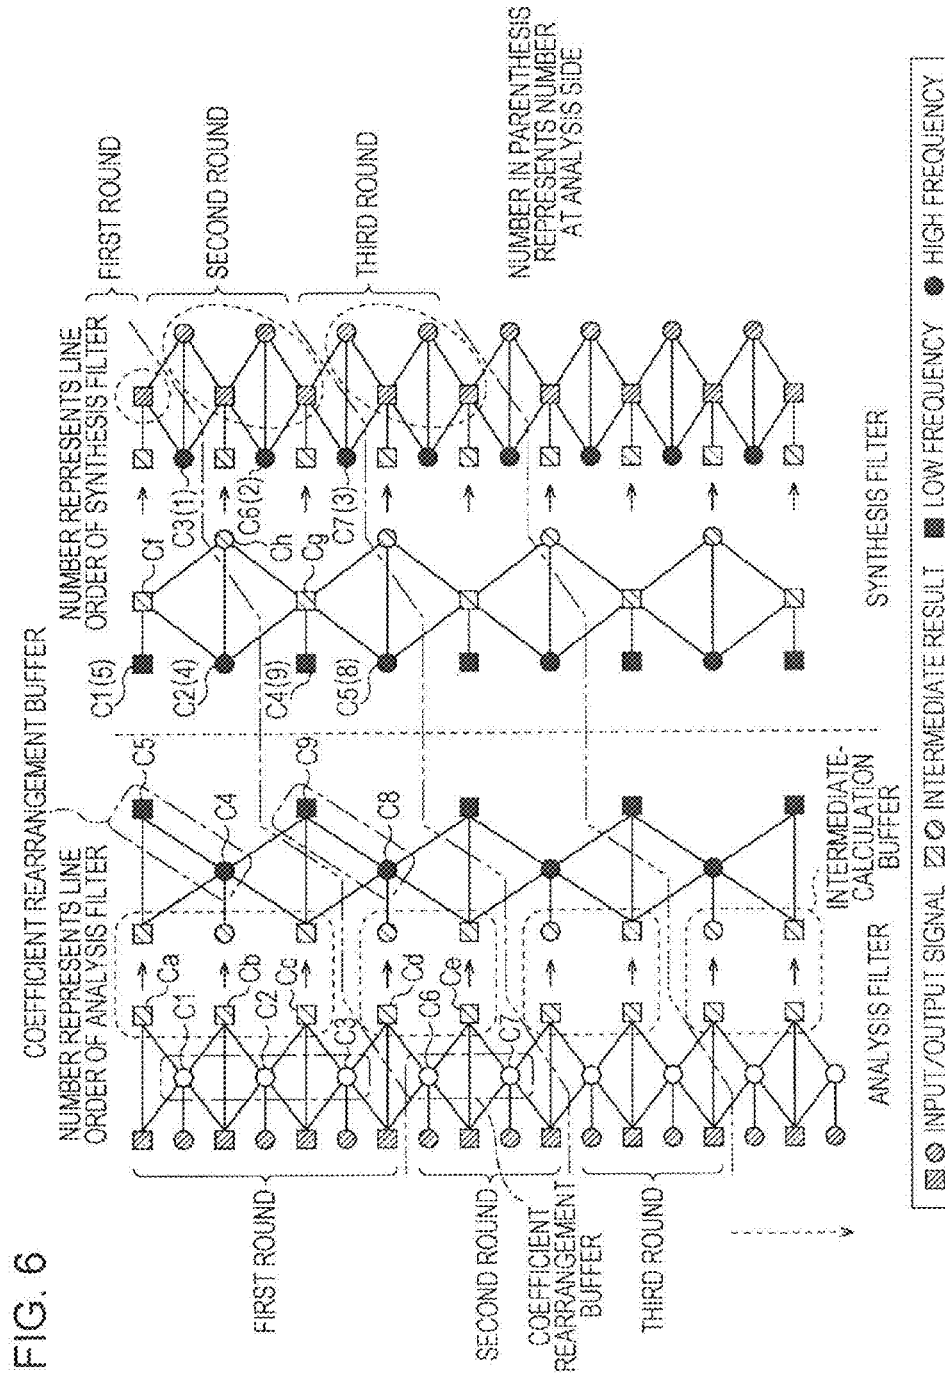 FIG. 6
COEFFICIENT REARRANGEMENT BUFFER
NUMBER REPRESENTS LINE
ORDER OF ANALYSIS FILTER
NUMBER REPRESENTS LINE
ORDER OF SYNTHESIS FILTER
FIRST ROUND
SECOND ROUND
THIRD ROUND
COEFFICIENT
REARRANGEMENT
BUFFER
Ca
C1
Cb
C2
Cc
C3
Cd
C6
Ce
C7
C5
C4
C9
C8
INTERMEDIATE-
CALCULATION
BUFFER
ANALYSIS FILTER
C1(5)
C2(4)
C4(9)
C5(8)
Cf
Ch
Cg
C3(1)
C6(2)
C7(3)
FIRST ROUND
SECOND ROUND
THIRD ROUND
NUMBER IN PARENTHESIS
REPRESENTS NUMBER
AT ANALYSIS SIDE
SYNTHESIS FILTER
INPUT/OUTPUT SIGNAL
INTERMEDIATE RESULT
LOW FREQUENCY
HIGH FREQUENCY